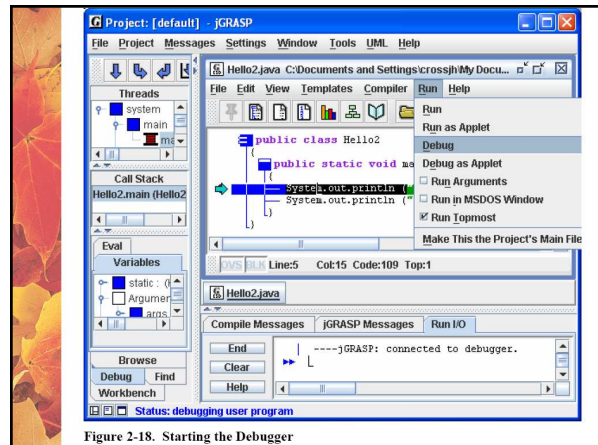 Project: [default] - jGRASP
File Project Messages Settings Window Tools UML Help
Threads
system
main
ma
Call Stack
Hello2.main (Hello2
Eval
Variables
static : (H
Argumen
args
Browse
Debug Find
Workbench
Hello2.java C:\Documents and Settings\crossjh\My Docu...
File Edit View Templates Compiler Run Help
public class Hello2
{
public static void ma
{
System.out.println ("
System.out.println ("
}
}
Run
Run as Applet
Debug
Debug as Applet
Run Arguments
Run in MSDOS Window
Run Topmost
Make This the Project's Main File
OVS BLK Line:5 Col:15 Code:109 Top:1
Hello2.java
Compile Messages jGRASP Messages Run I/O
End
Clear
Help
----jGRASP: connected to debugger.
Status: debugging user program
Figure 2-18. Starting the Debugger